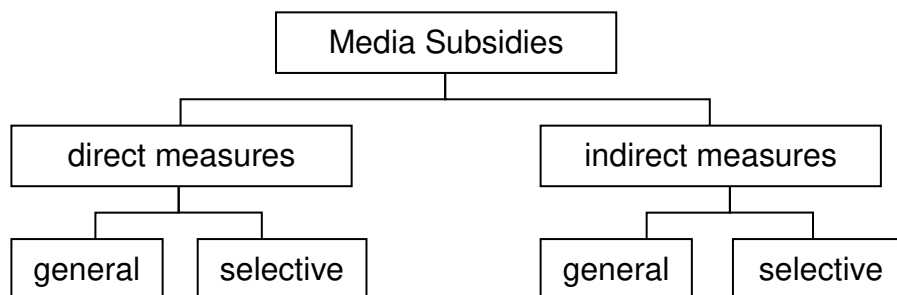 Media Subsidies
direct measures
indirect measures
general
selective
general
selective